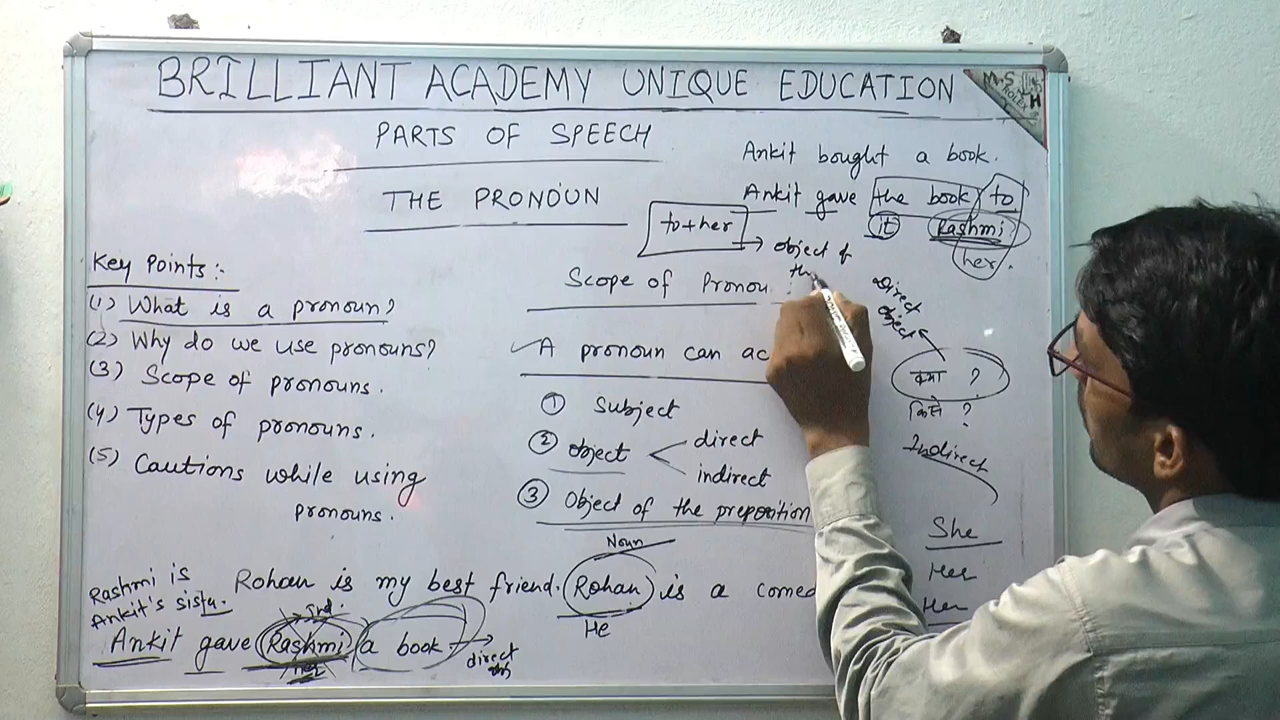 BRILLIANT ACADEMY UNIQUE EDUCATION
M.S
ROLEX
PARTS OF SPEECH
THE PRONOUN
Key Points:-
(1) What is a pronoun?
(2) Why do we use pronouns?
(3) Scope of pronouns.
(4) Types of pronouns.
(5) Cautions while using
pronouns.
Ankit bought a book.
Ankit gave the book to
it Rashmi
her.
to+her → object of
th
Scope of Pronou
A pronoun can ac
① Subject
② object
direct
indirect
③ Object of the preposition
Direct
object
क्या ?
किसे ?
Indirect
She
Her
Her
Noun
Rohan is my best friend. Rohan is a comed
He
Rashmi is
Ankit's sister.
Ind.
Ankit gave Rashmi a book
her
direct